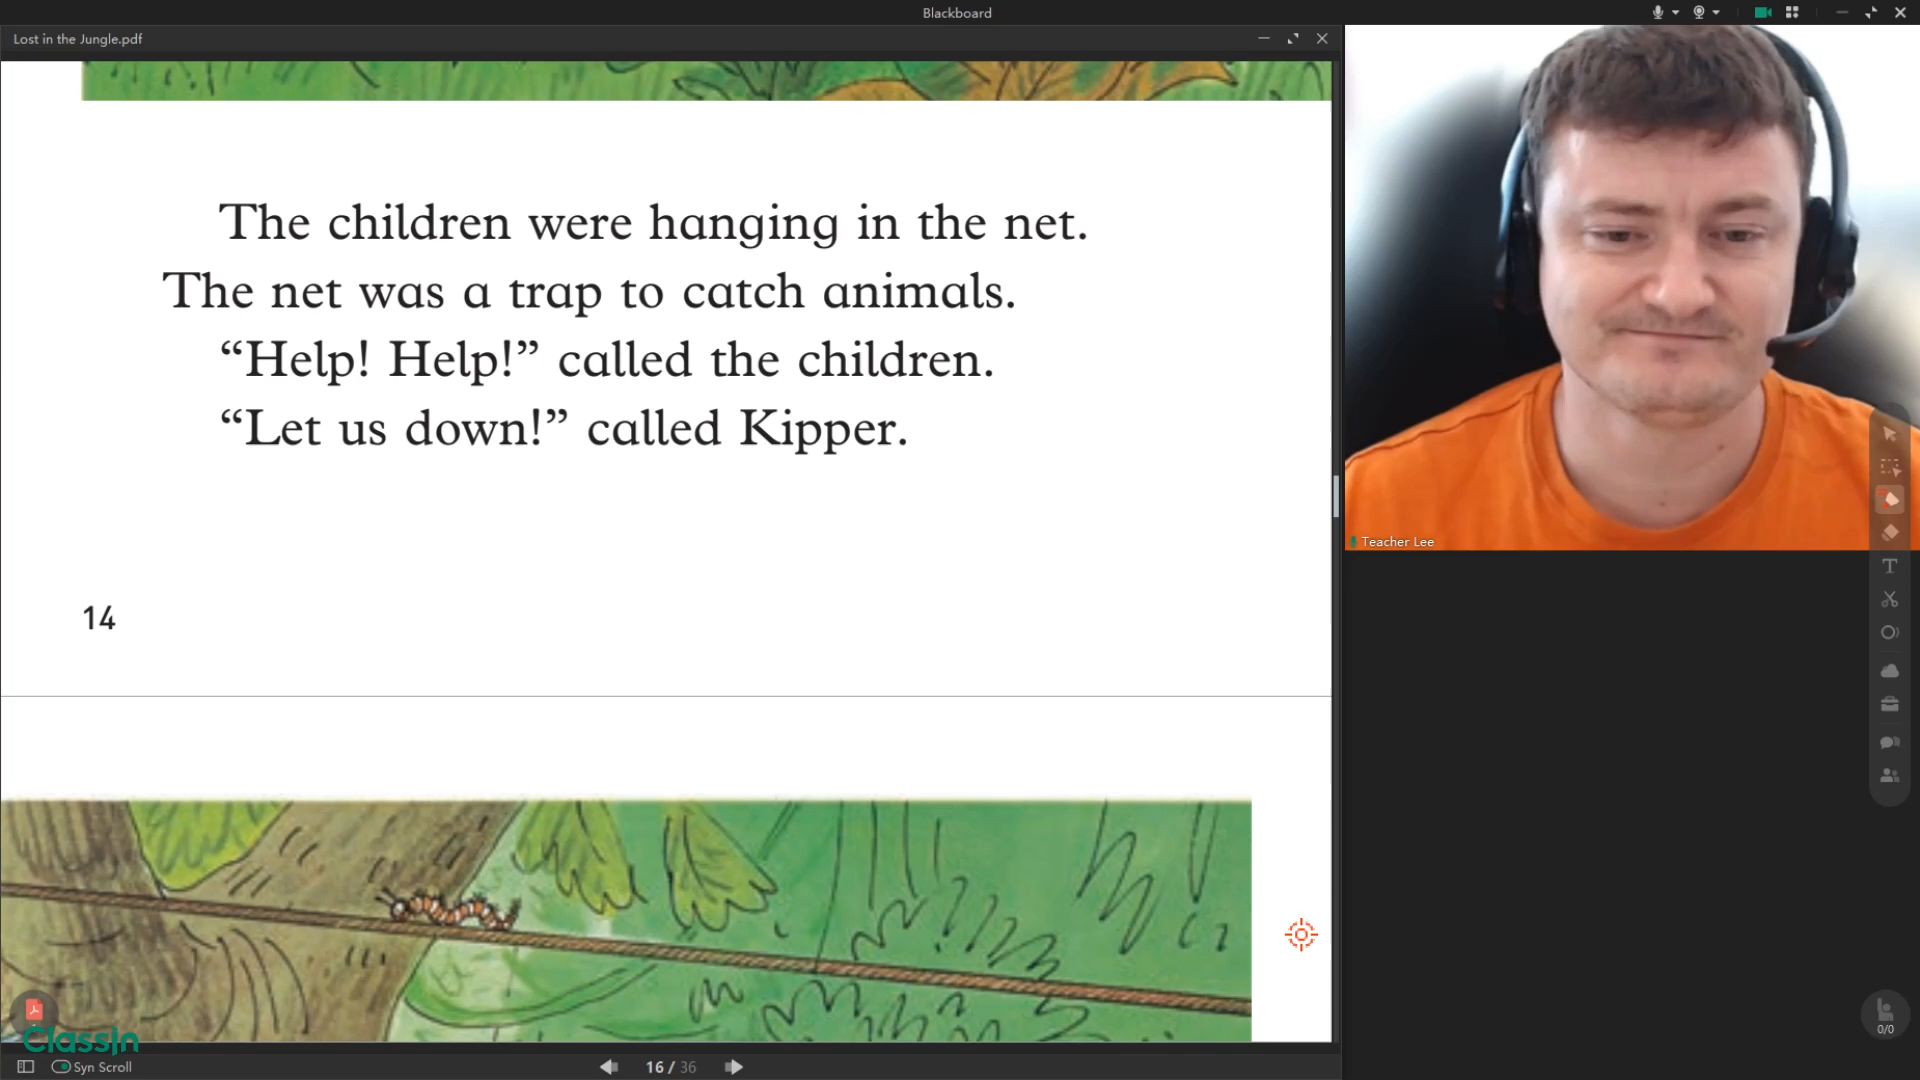 Blackboard
Lost in the Jungle.pdf
The children were hanging in the net.
The net was a trap to catch animals.
“Help! Help!” called the children.
“Let us down!” called Kipper.
14
Teacher Lee
ClassIn
Syn Scroll
16 / 36
0/0